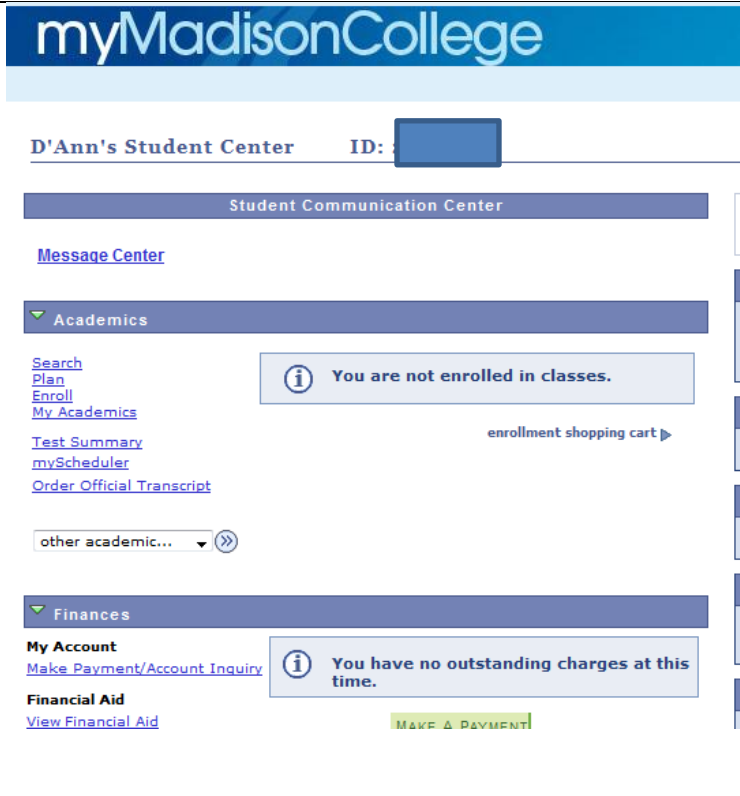 myMadisonCollege
D'Ann's Student Center ID:
Student Communication Center
Message Center
Academics
Search
Plan
Enroll
My Academics
Test Summary
myScheduler
Order Official Transcript
You are not enrolled in classes.
enrollment shopping cart
other academic...
Finances
My Account
Make Payment/Account Inquiry
Financial Aid
View Financial Aid
You have no outstanding charges at this
time.
MAKE A PAYMENT